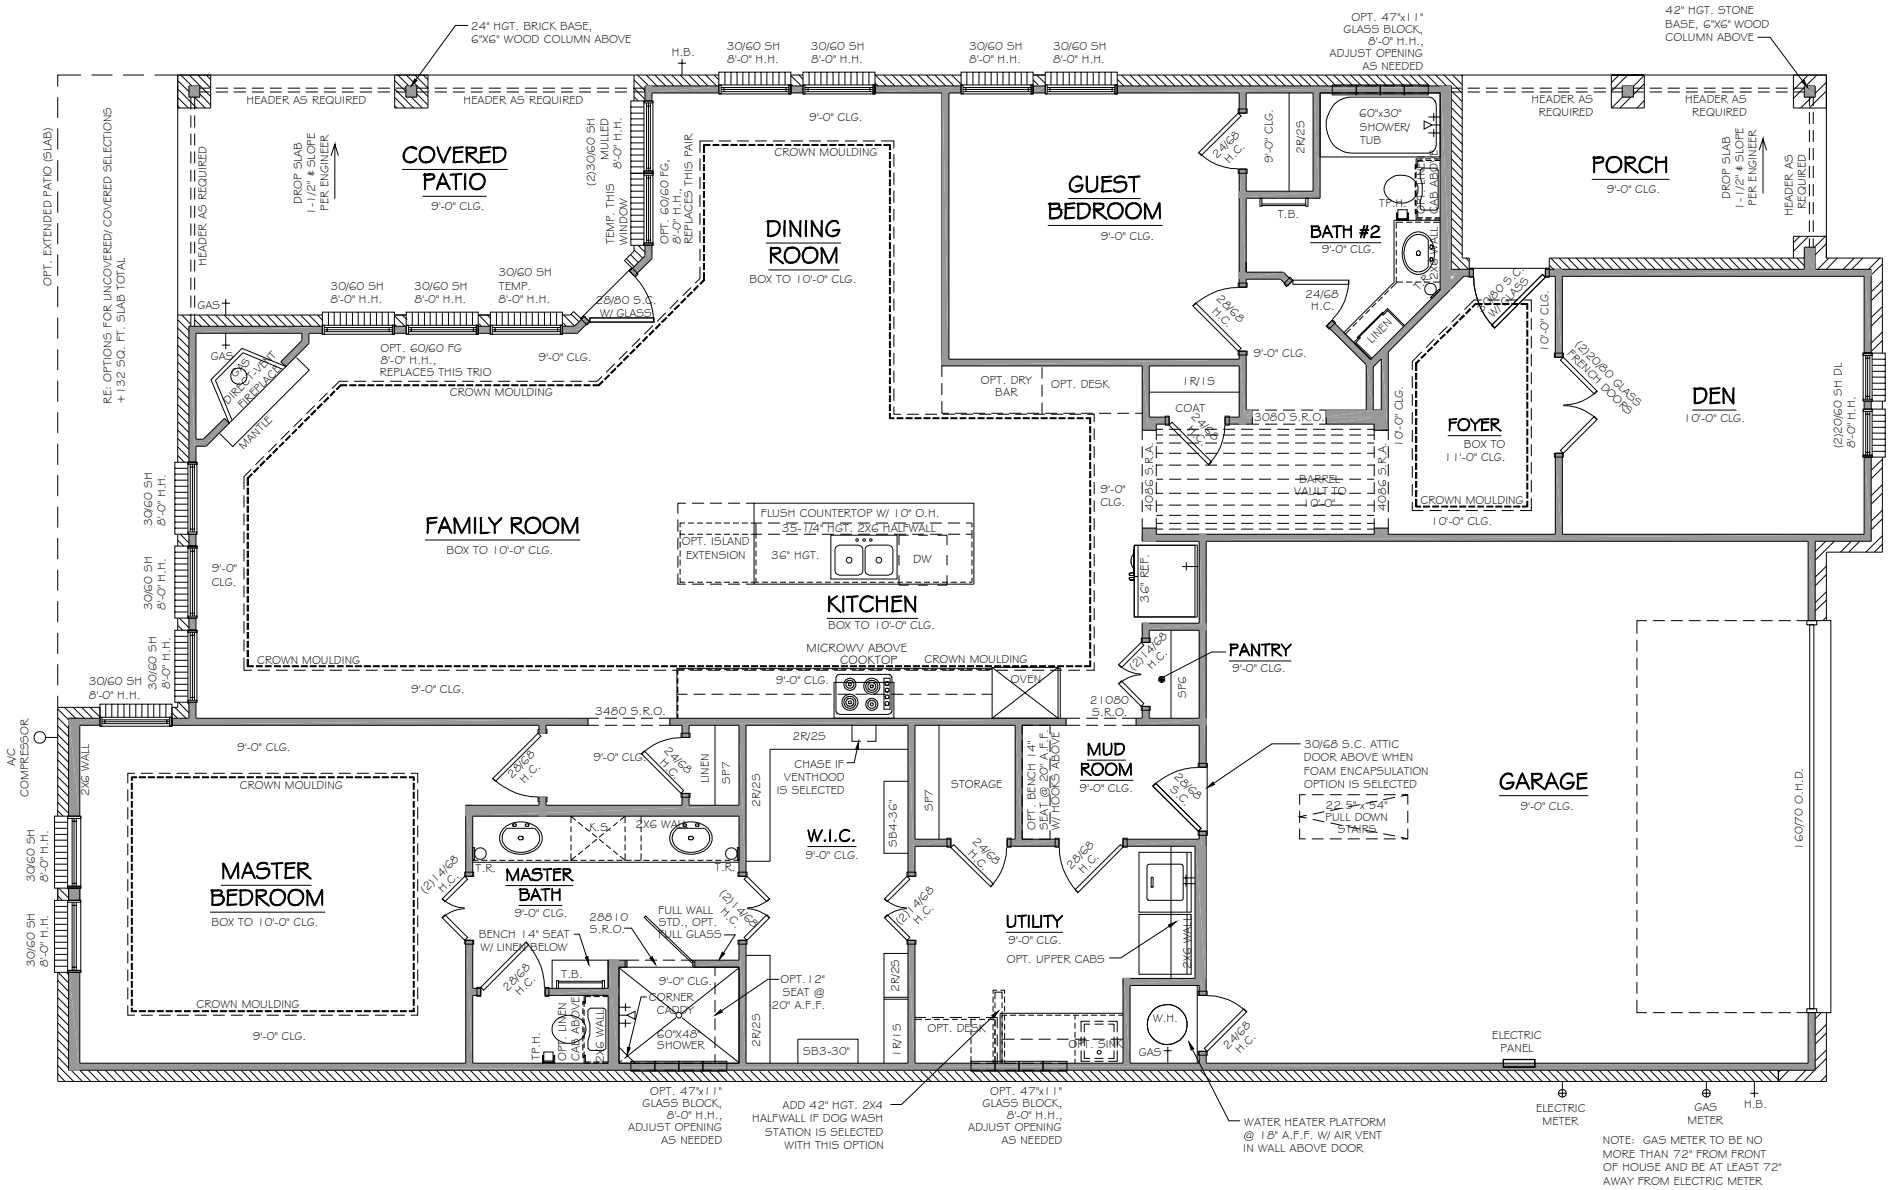 24" HGT. BRICK BASE,
6"X6" WOOD COLUMN ABOVE
H.B.
30/60 SH
8'-0" H.H.
30/60 SH
8'-0" H.H.
30/60 SH
8'-0" H.H.
30/60 SH
8'-0" H.H.
OPT. 47"x11"
GLASS BLOCK,
8'-0" H.H.,
ADJUST OPENING
AS NEEDED
42" HGT. STONE
BASE, 6"X6" WOOD
COLUMN ABOVE
OPT. EXTENDED PATIO (SLAB)
RE: OPTIONS FOR UNCOVERED/ COVERED SELECTIONS
+132 SQ. FT. SLAB TOTAL
HEADER AS REQUIRED
HEADER AS REQUIRED
HEADER AS REQUIRED
DROP SLAB
1-1/2" & SLOPE
PER ENGINEER
COVERED
PATIO
9'-0" CLG.
(2)30/60 SH
MULLED
8'-0" H.H.
TEMP. THIS
WINDOW
OPT. 60/60 FG,
8'-0" H.H.,
REPLACES THIS PAIR
GAS
30/60 SH
8'-0" H.H.
30/60 SH
8'-0" H.H.
30/60 SH
TEMP.
8'-0" H.H.
28/80 S.C.
W/ GLASS
OPT. 60/60 FG
8'-0" H.H.,
REPLACES THIS TRIO
9'-0" CLG.
GAS
GAS
DIRECT-VENT
FIREPLACE
MANTLE
9'-0" CLG.
CROWN MOULDING
DINING
ROOM
BOX TO 10'-0" CLG.
CROWN MOULDING
GUEST
BEDROOM
9'-0" CLG.
24/68
H.C.
9'-0" CLG.
2R/2S
60"x30"
SHOWER/
TUB
OPT. LINEN
CAB ABOVE
T.P.H.
T.B.
BATH #2
9'-0" CLG.
2X6 WALL
T.R.
28/68
H.C.
24/68
H.C.
LINEN
9'-0" CLG.
HEADER AS
REQUIRED
HEADER AS
REQUIRED
PORCH
9'-0" CLG.
DROP SLAB
1-1/2" & SLOPE
PER ENGINEER
HEADER AS
REQUIRED
30/80 S.C.
W/ GLASS
10'-0" CLG.
(2)20/80 GLASS
FRENCH DOORS
DEN
10'-0" CLG.
(2)20/60 SH DL
8'-0" H.H.
FOYER
BOX TO
11'-0" CLG.
10'-0" CLG.
CROWN MOULDING
10'-0" CLG.
OPT. DRY
BAR
OPT. DESK
1R/1S
COAT
24/68
H.C.
3080 S.R.O.
4086 S.R.A.
BARREL
VAULT TO
10'-0"
4086 S.R.A.
9'-0"
CLG.
30/60 SH
8'-0" H.H.
30/60 SH
8'-0" H.H.
30/60 SH
8'-0" H.H.
9'-0"
CLG.
FAMILY ROOM
BOX TO 10'-0" CLG.
FLUSH COUNTERTOP W/ 10" O.H.
35-1/4" HGT. 2X6 HALFWALL
OPT. ISLAND
EXTENSION
36" HGT.
DW
KITCHEN
BOX TO 10'-0" CLG.
36" REF.
CROWN MOULDING
MICROWV ABOVE
COOKTOP
CROWN MOULDING
(2)14/68
H.C.
SP6
PANTRY
9'-0" CLG.
9'-0" CLG.
9'-0" CLG.
OVEN
30/60 SH
8'-0" H.H.
3480 S.R.O.
21080
S.R.O.
A/C
COMPRESSOR
2X6 WALL
9'-0" CLG.
CROWN MOULDING
28/68
H.C.
9'-0" CLG.
24/68
H.C.
LINEN
SP7
2R/2S
2R/2S
CHASE IF
VENTHOOD
IS SELECTED
SB4-36"
SP7
STORAGE
OPT. BENCH 14"
SEAT @ 20" A.F.F.
W/ HOOKS ABOVE
MUD
ROOM
9'-0" CLG.
28/68
S.C.
30/68 S.C. ATTIC
DOOR ABOVE WHEN
FOAM ENCAPSULATION
OPTION IS SELECTED
22.5" x 54"
PULL DOWN
STAIRS
GARAGE
9'-0" CLG.
160/70 O.H.D.
30/60 SH
8'-0" H.H.
30/60 SH
8'-0" H.H.
MASTER
BEDROOM
BOX TO 10'-0" CLG.
CROWN MOULDING
9'-0" CLG.
K.S.
2X6 WALL
T.R.
T.R.
(2)14/68
H.C.
MASTER
BATH
9'-0" CLG.
BENCH 14" SEAT
W/ LINEN BELOW
28810
S.R.O.
FULL WALL
STD., OPT.
FULL GLASS
(2)14/68
H.C.
W.I.C.
9'-0" CLG.
(2)14/68
H.C.
24/68
H.C.
28/68
H.C.
UTILITY
9'-0" CLG.
OPT. UPPER CABS
2X6 WALL
28/68
H.C.
T.B.
T.P.H.
OPT. LINEN
CAB ABOVE
2X6 WALL
9'-0" CLG.
CORNER
CADDY
60"X48"
SHOWER
OPT.12"
SEAT @
20" A.F.F.
2R/2S
SB3-30"
2R/2S
1R/1S
OPT. DESK
OPT. SINK
W.H.
GAS
24/68
H.C.
ELECTRIC
PANEL
OPT. 47"x11"
GLASS BLOCK,
8'-0" H.H.,
ADJUST OPENING
AS NEEDED
ADD 42" HGT. 2X4
HALFWALL IF DOG WASH
STATION IS SELECTED
WITH THIS OPTION
OPT. 47"x11"
GLASS BLOCK,
8'-0" H.H.,
ADJUST OPENING
AS NEEDED
WATER HEATER PLATFORM
@ 18" A.F.F. W/ AIR VENT
IN WALL ABOVE DOOR
ELECTRIC
METER
GAS
METER
H.B.
NOTE: GAS METER TO BE NO
MORE THAN 72" FROM FRONT
OF HOUSE AND BE AT LEAST 72"
AWAY FROM ELECTRIC METER